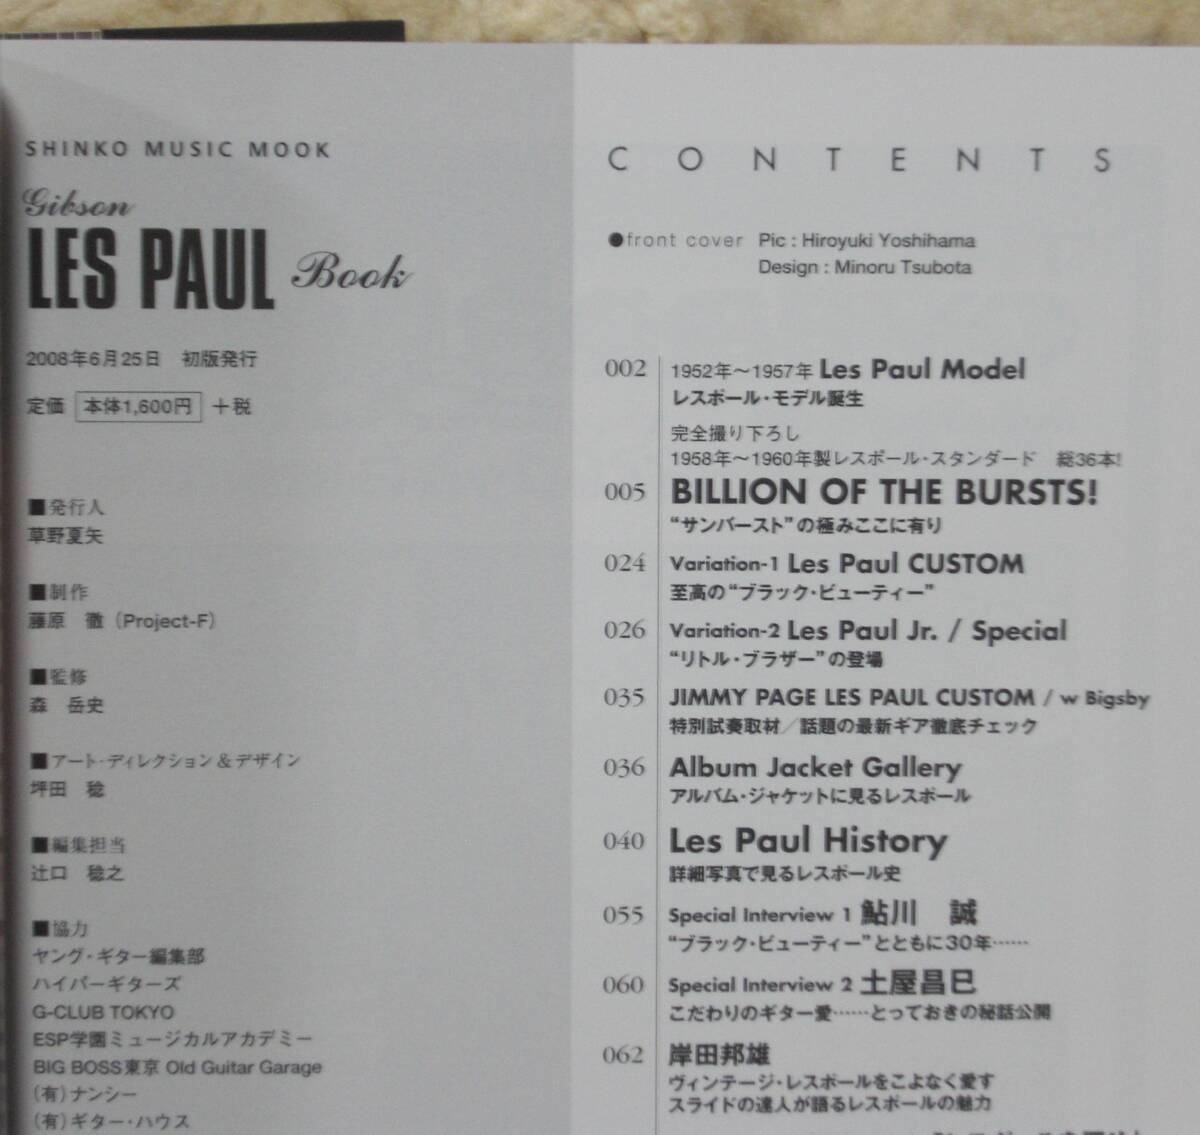 SHINKO MUSIC MOOK
Gibson
LES PAUL Book
2008年6月25日　初版発行
定価 本体1,600円 ＋税
■発行人
草野夏矢
■制作
藤原　徹（Project-F）
■監修
森　岳史
■アート・ディレクション＆デザイン
坪田　稔
■編集担当
辻口　稔之
■協力
ヤング・ギター編集部
ハイパーギターズ
G-CLUB TOKYO
ESP学園ミュージカルアカデミー
BIG BOSS東京 Old Guitar Garage
（有）ナンシー
（有）ギター・ハウス
CONTENTS
●front cover Pic : Hiroyuki Yoshihama
Design : Minoru Tsubota
002 1952年〜1957年 Les Paul Model
レスポール・モデル誕生
完全撮り下ろし
1958年〜1960年製レスポール・スタンダード　総36本!
005 BILLION OF THE BURSTS!
“サンバースト”の極みここに有り
024 Variation-1 Les Paul CUSTOM
至高の“ブラック・ビューティー”
026 Variation-2 Les Paul Jr. / Special
“リトル・ブラザー”の登場
035 JIMMY PAGE LES PAUL CUSTOM / w Bigsby
特別試奏取材／話題の最新ギア徹底チェック
036 Album Jacket Gallery
アルバム・ジャケットに見るレスポール
040 Les Paul History
詳細写真で見るレスポール史
055 Special Interview 1 鮎川　誠
“ブラック・ビューティー”とともに30年……
060 Special Interview 2 土屋昌巳
こだわりのギター愛……とっておきの秘話公開
062 岸田邦雄
ヴィンテージ・レスポールをこよなく愛す
スライドの達人が語るレスポールの魅力